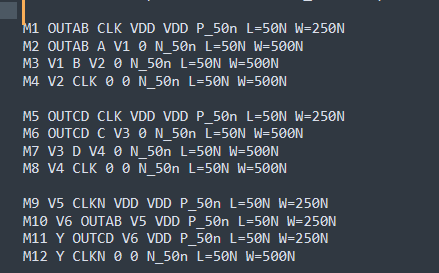 M1 OUTAB CLK VDD VDD P_50n L=50N W=250N
M2 OUTAB A V1 0 N_50n L=50N W=500N
M3 V1 B V2 0 N_50n L=50N W=500N
M4 V2 CLK 0 0 N_50n L=50N W=500N
M5 OUTCD CLK VDD VDD P_50n L=50N W=250N
M6 OUTCD C V3 0 N_50n L=50N W=500N
M7 V3 D V4 0 N_50n L=50N W=500N
M8 V4 CLK 0 0 N_50n L=50N W=500N
M9 V5 CLKN VDD VDD P_50n L=50N W=250N
M10 V6 OUTAB V5 VDD P_50n L=50N W=250N
M11 Y OUTCD V6 VDD P_50n L=50N W=250N
M12 Y CLKN 0 0 N_50n L=50N W=500N